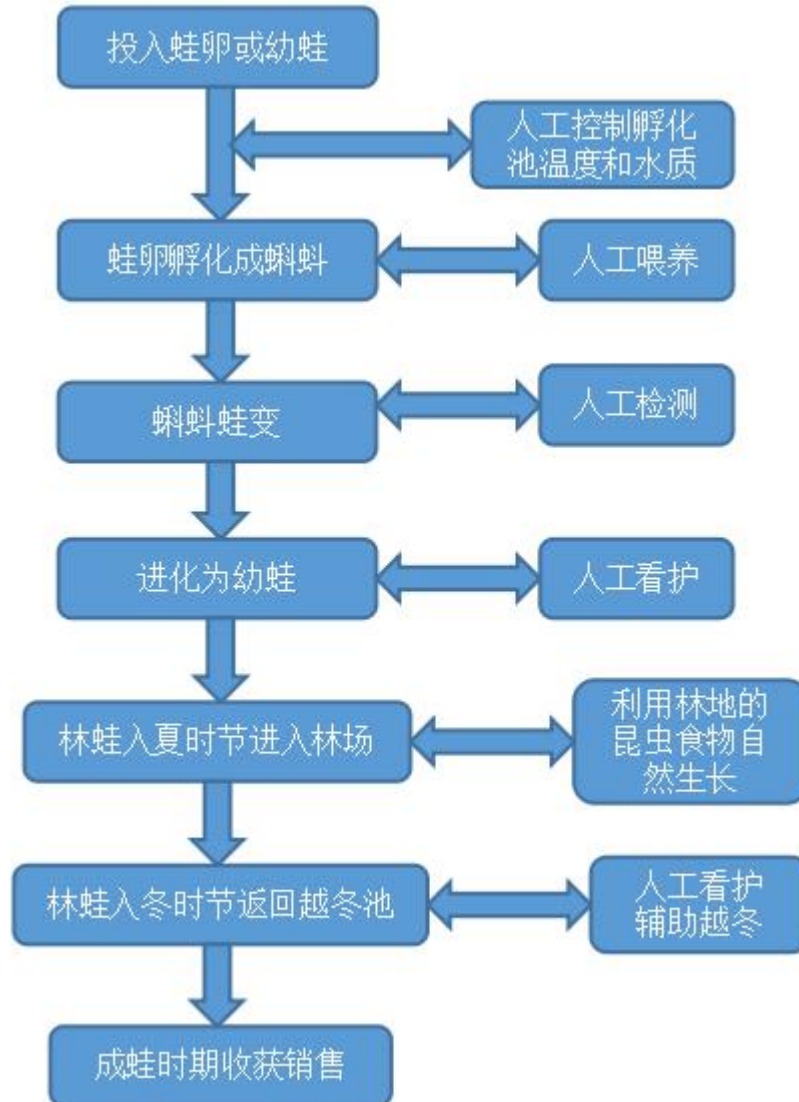 投入蛙卵或幼蛙
人工控制孵化
池温度和水质
蛙卵孵化成蝌蚪
人工喂养
蝌蚪蛙变
人工检测
进化为幼蛙
人工看护
林蛙入夏时节进入林场
利用林地的
昆虫食物自
然生长
林蛙入冬时节返回越冬池
人工看护
辅助越冬
成蛙时期收获销售